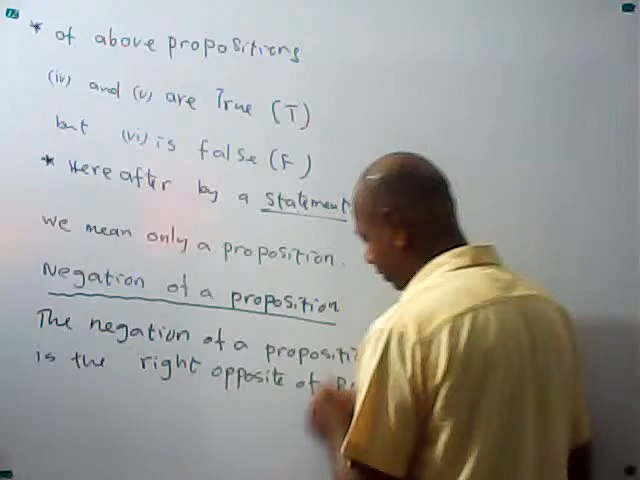 * of above propositions
(iv) and (v) are True (T)
but (vi) is false (F)
* Here after by a statement
we mean only a proposition.
Negation of a proposition
The negation of a propositi
is the right opposite of